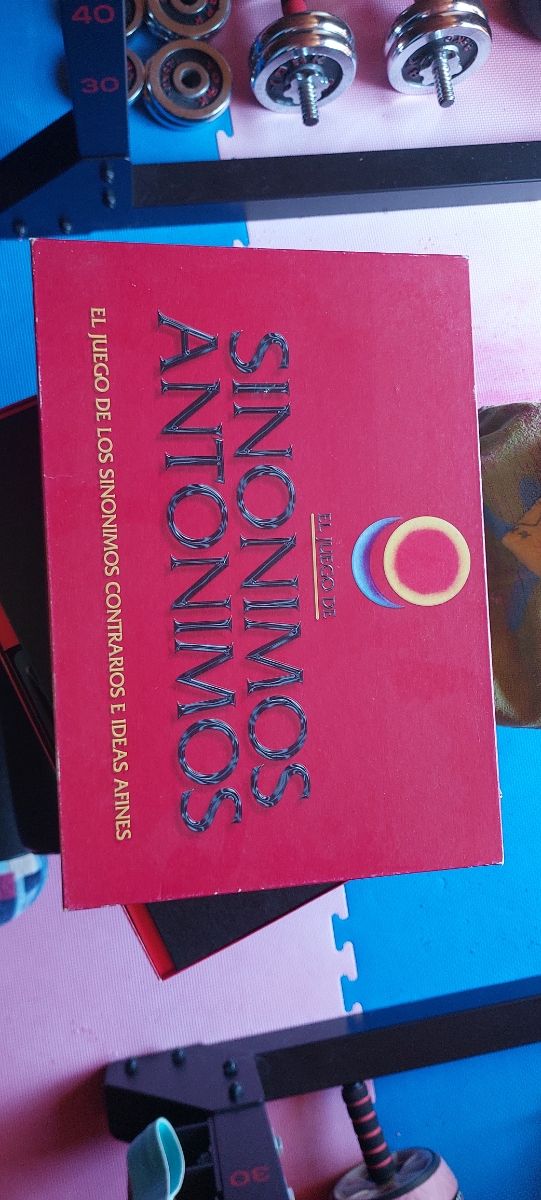 EL JUEGO DE
SINONIMOS
ANTONIMOS
EL JUEGO DE LOS SINONIMOS CONTRARIOS E IDEAS AFINES
40
30
30